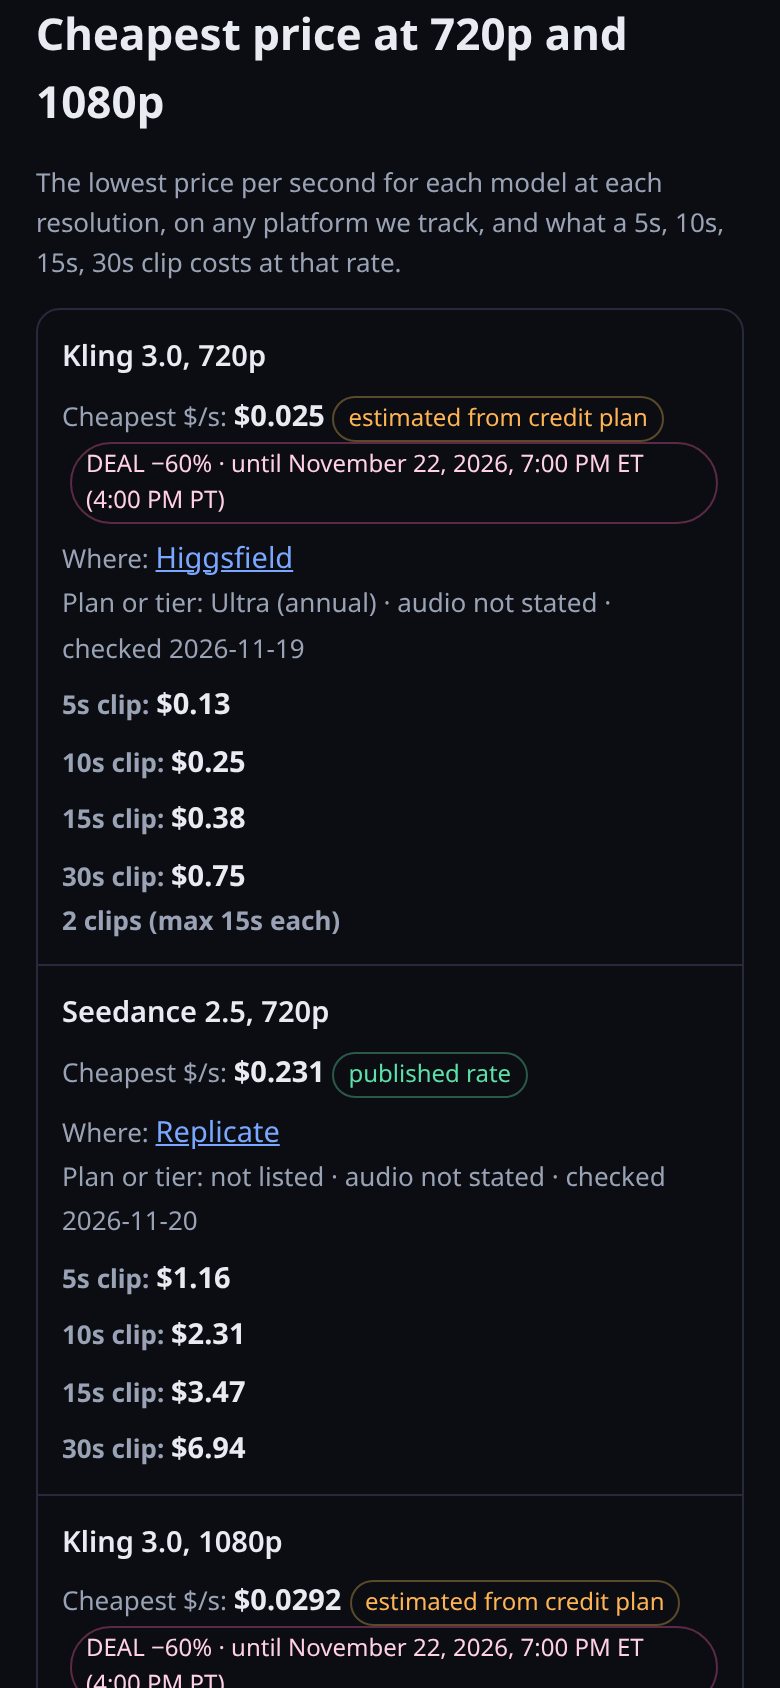 Cheapest price at 720p and
1080p
The lowest price per second for each model at each
resolution, on any platform we track, and what a 5s, 10s,
15s, 30s clip costs at that rate.
Kling 3.0, 720p
Cheapest $/s: $0.025 estimated from credit plan
DEAL −60% · until November 22, 2026, 7:00 PM ET
(4:00 PM PT)
Where: Higgsfield
Plan or tier: Ultra (annual) · audio not stated ·
checked 2026-11-19
5s clip: $0.13
10s clip: $0.25
15s clip: $0.38
30s clip: $0.75
2 clips (max 15s each)
Seedance 2.5, 720p
Cheapest $/s: $0.231 published rate
Where: Replicate
Plan or tier: not listed · audio not stated · checked
2026-11-20
5s clip: $1.16
10s clip: $2.31
15s clip: $3.47
30s clip: $6.94
Kling 3.0, 1080p
Cheapest $/s: $0.0292 estimated from credit plan
DEAL −60% · until November 22, 2026, 7:00 PM ET
(4:00 PM PT)